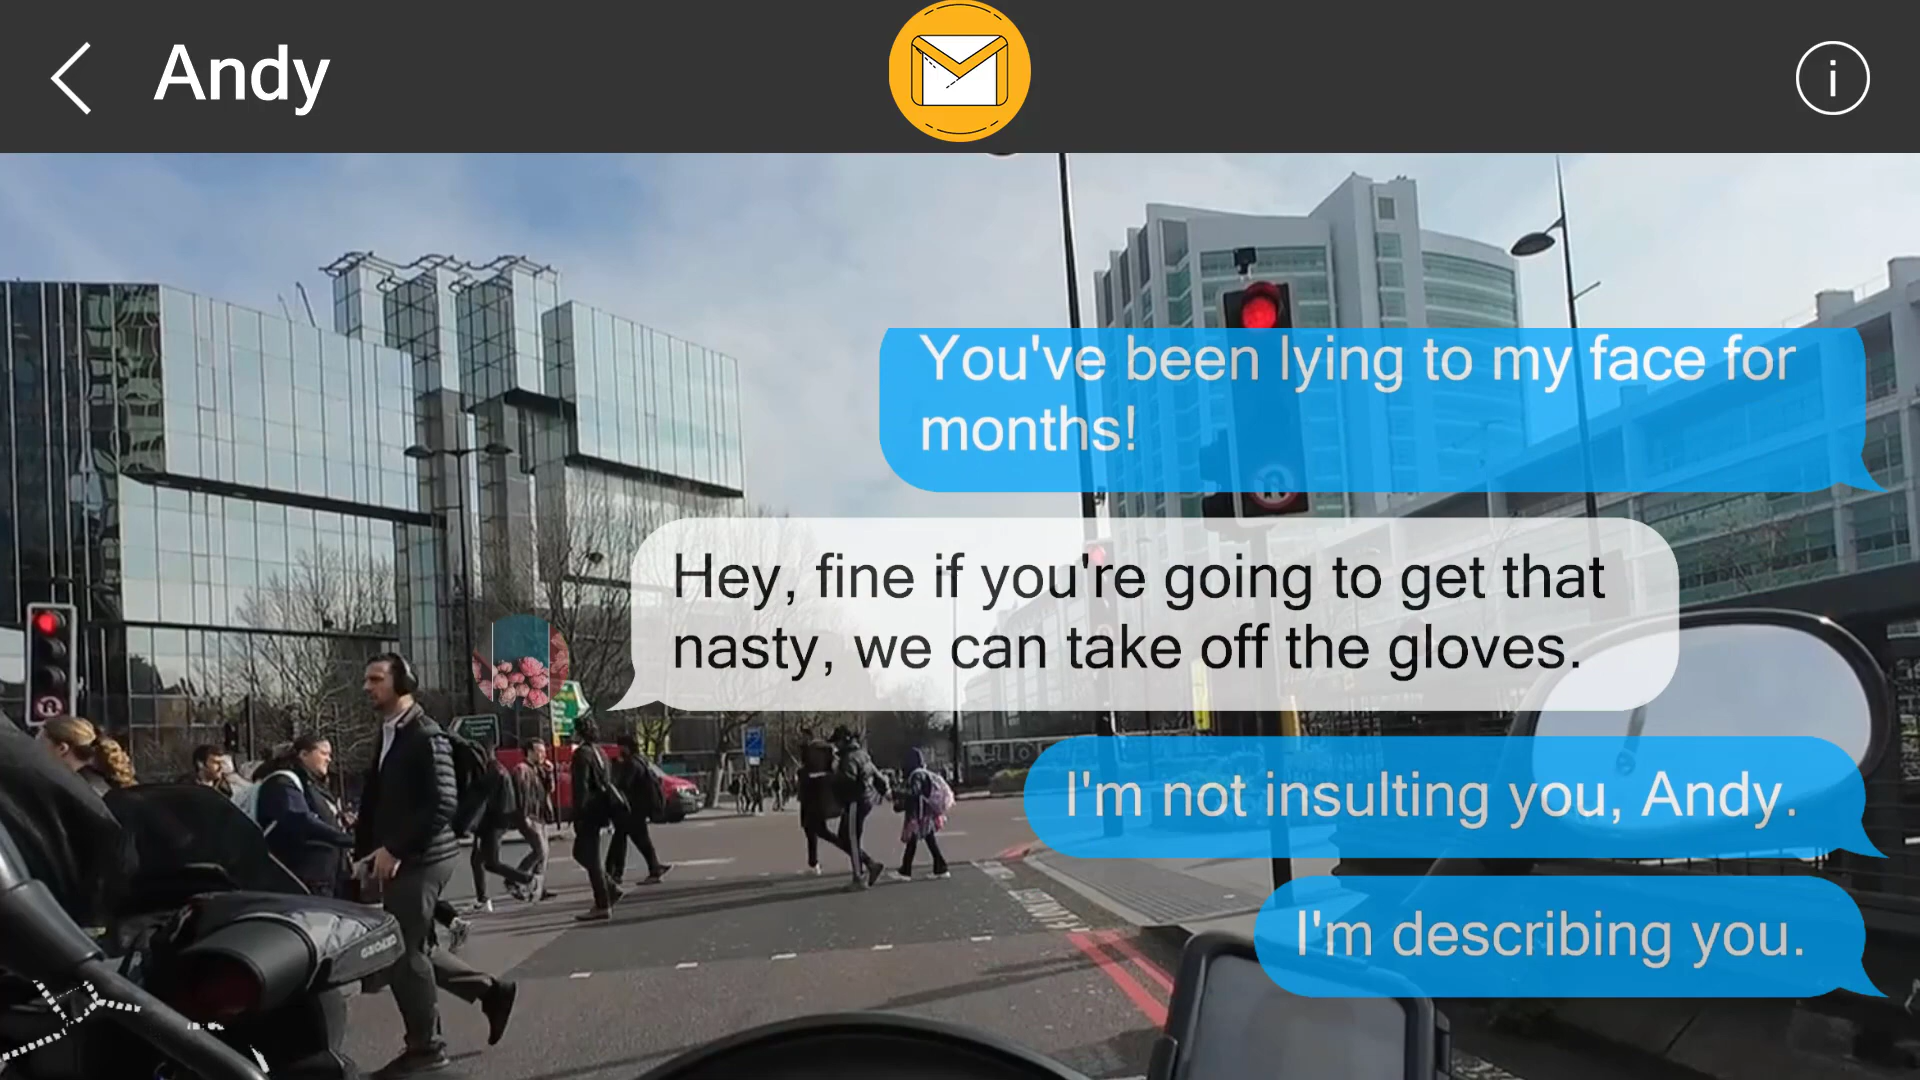 Andy
You've been lying to my face for
months!
Hey, fine if you're going to get that
nasty, we can take off the gloves.
I'm not insulting you, Andy.
I'm describing you.